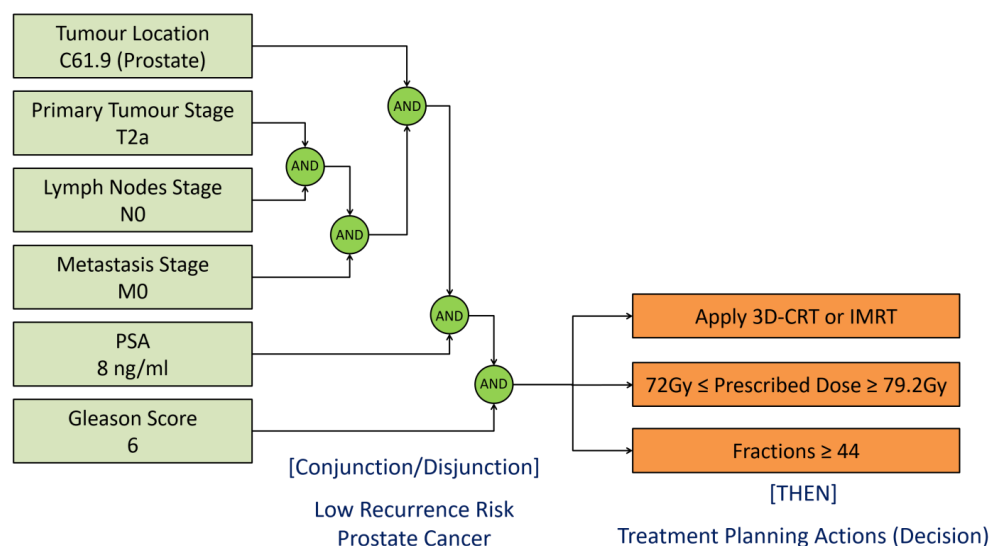 Tumour Location
C61.9 (Prostate)
Primary Tumour Stage
T2a
Lymph Nodes Stage
N0
Metastasis Stage
M0
PSA
8 ng/ml
Gleason Score
6
AND
AND
AND
AND
AND
[Conjunction/Disjunction]
Low Recurrence Risk
Prostate Cancer
Apply 3D-CRT or IMRT
72Gy ≤ Prescribed Dose ≥ 79.2Gy
Fractions ≥ 44
[THEN]
Treatment Planning Actions (Decision)